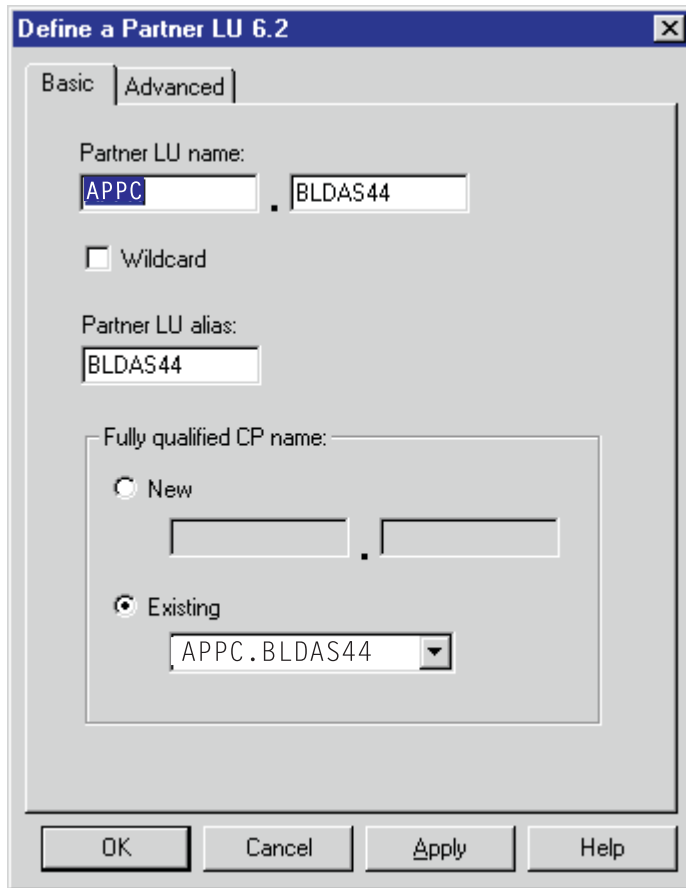 Define a Partner LU 6.2
Basic Advanced
Partner LU name:
APPC . BLDAS44
Wildcard
Partner LU alias:
BLDAS44
Fully qualified CP name:
New
.
Existing
APPC.BLDAS44
OK Cancel Apply Help